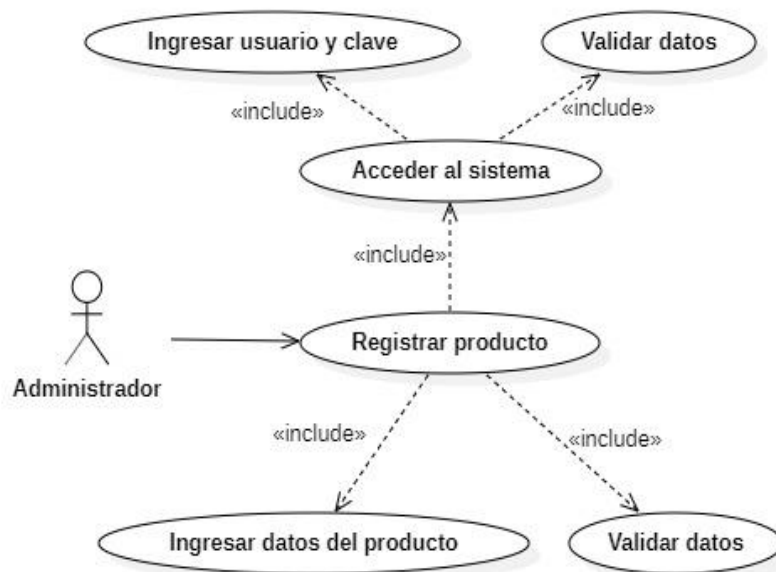 Ingresar usuario y clave
Validar datos
«include»
«include»
Acceder al sistema
«include»
Registrar producto
Administrador
«include»
«include»
Ingresar datos del producto
Validar datos